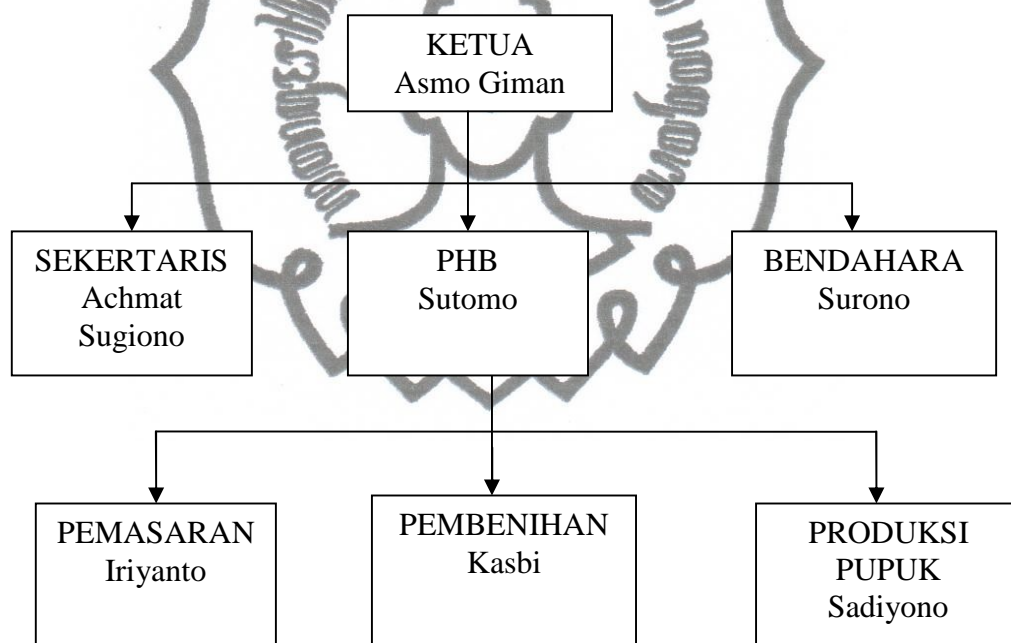 KETUA
Asmo Giman
SEKERTARIS
Achmat
Sugiono
PHB
Sutomo
BENDAHARA
Surono
PEMASARAN
Iriyanto
PEMBENIHAN
Kasbi
PRODUKSI
PUPUK
Sadiyono